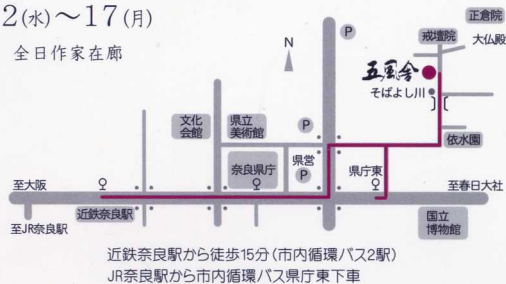 2(水)～17(月)
全日作家在廊
正倉院
戒壇院
大仏殿
P
N
五風舎
そばよし川
文化
会館
県立
美術館
P
依水園
奈良県庁
県営
P
県庁東
至大阪
至春日大社
近鉄奈良駅
国立
博物館
至JR奈良駅
近鉄奈良駅から徒歩15分(市内循環バス2駅)
JR奈良駅から市内循環バス県庁東下車